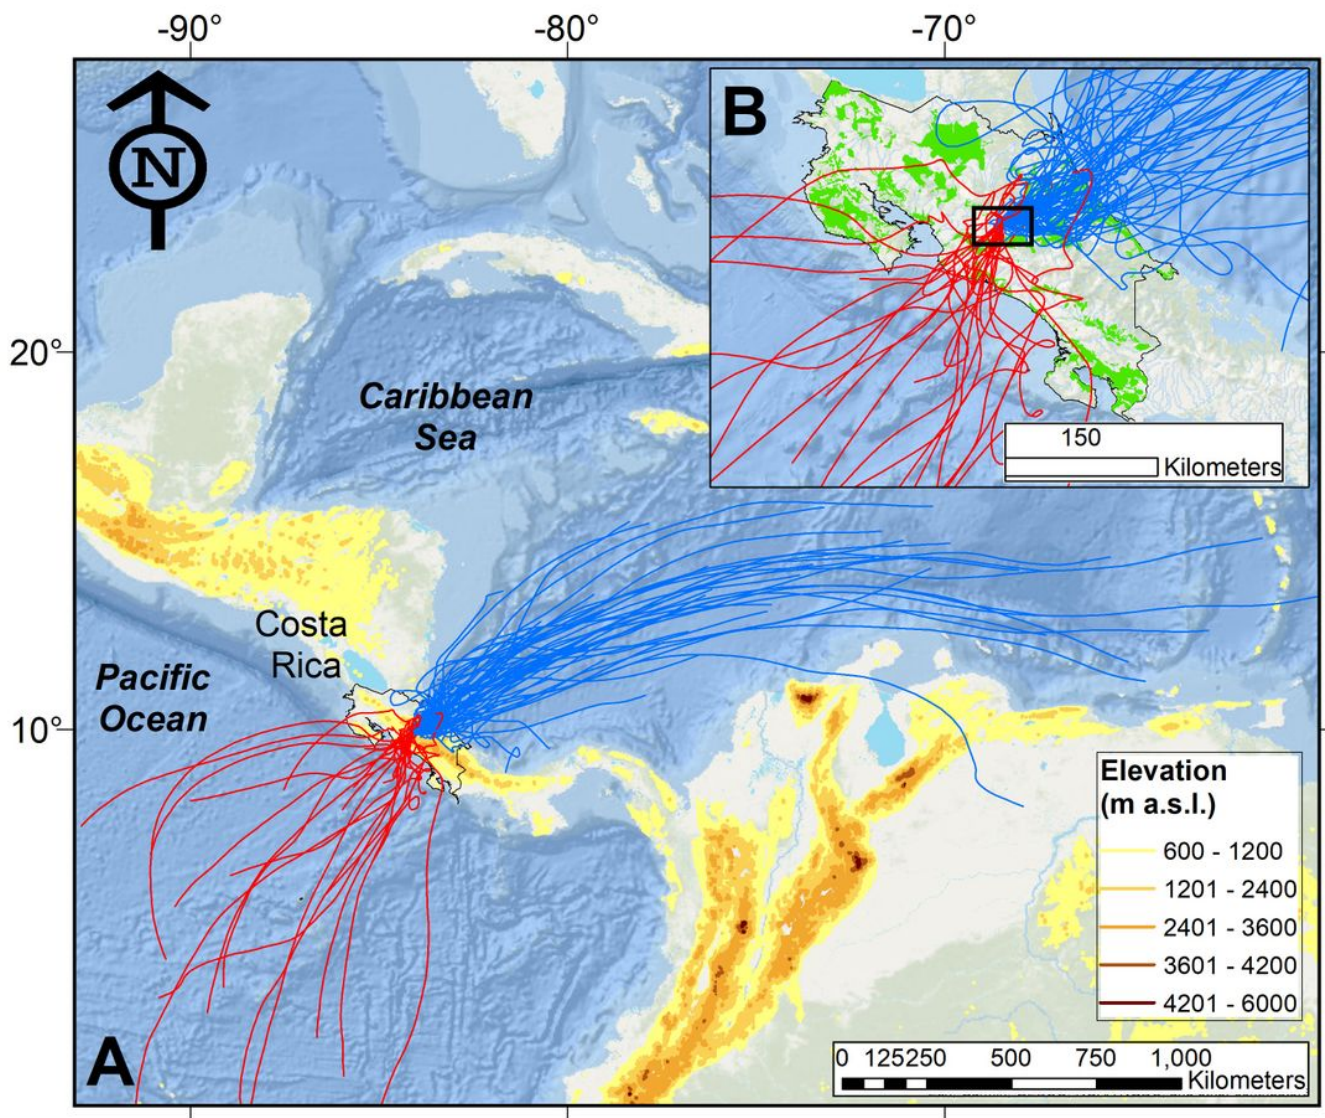 -90°
-80°
-70°
N
B
150
Kilometers
20°
Caribbean
Sea
Costa
Rica
Pacific
Ocean
10°
Elevation
(m a.s.l.)
600 - 1200
1201 - 2400
2401 - 3600
3601 - 4200
4201 - 6000
A
0 125250 500 750 1,000
Kilometers